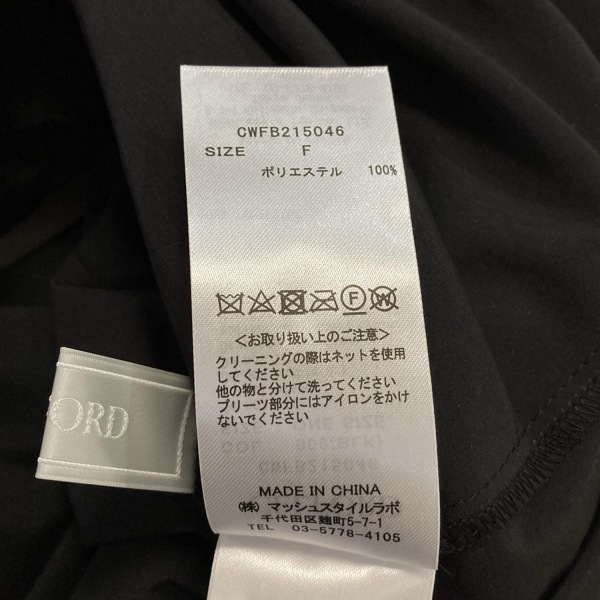 CWFB215046
SIZE F
ポリエステル 100%
<お取り扱い上のご注意>
クリーニングの際はネットを使用
してください
他の物と分けて洗ってください
プリーツ部分にはアイロンをかけ
ないでください
MADE IN CHINA
(株) マッシュスタイルラボ
千代田区麹町5-7-1
TEL 03-5778-4105
ORD